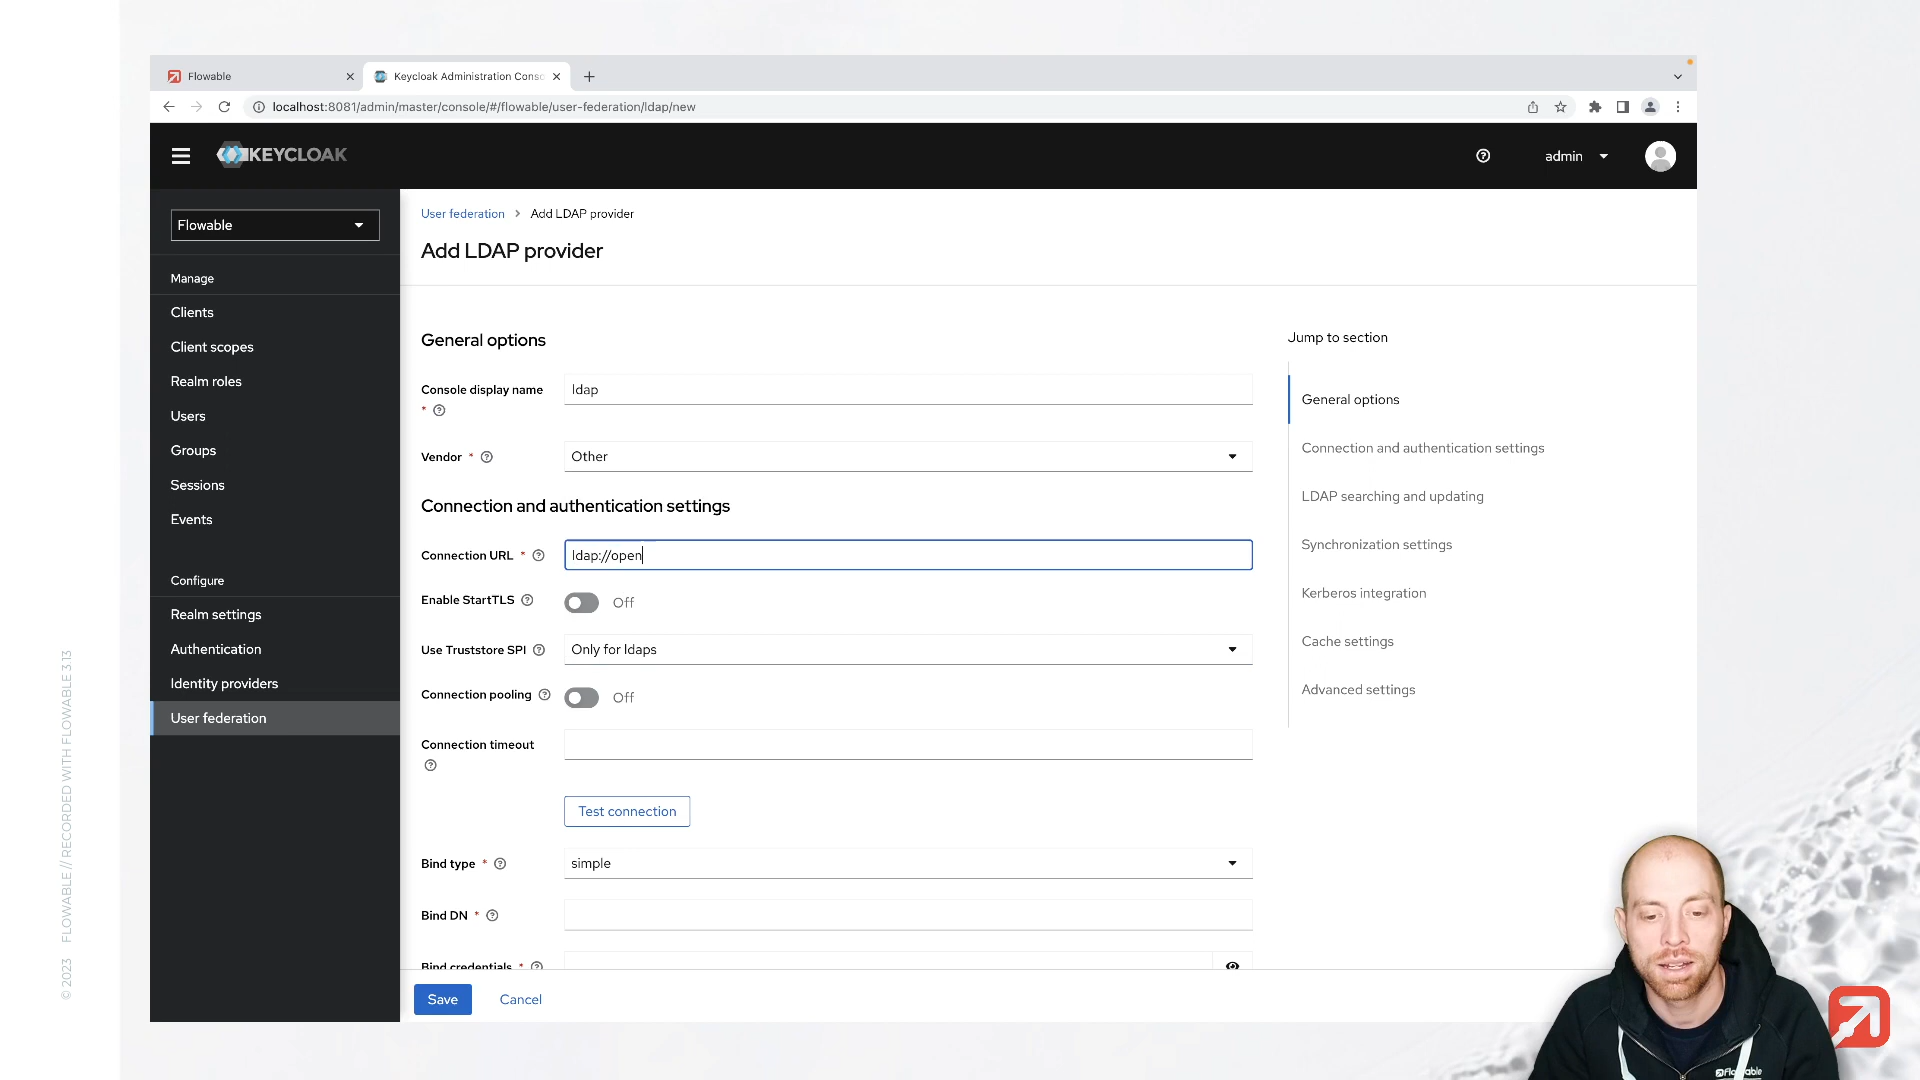 Flowable
Keycloak Administration Conso
localhost:8081/admin/master/console/#/flowable/user-federation/ldap/new
KEYCLOAK
admin
Flowable
Manage
Clients
Client scopes
Realm roles
Users
Groups
Sessions
Events
Configure
Realm settings
Authentication
Identity providers
User federation
User federation > Add LDAP provider
Add LDAP provider
General options
Console display name *
ldap
Vendor *
Other
Connection and authentication settings
Connection URL *
ldap://open
Enable StartTLS
Off
Use Truststore SPI
Only for ldaps
Connection pooling
Off
Connection timeout
Test connection
Bind type *
simple
Bind DN *
Bind credentials *
Save
Cancel
Jump to section
General options
Connection and authentication settings
LDAP searching and updating
Synchronization settings
Kerberos integration
Cache settings
Advanced settings
© 2023 FLOWABLE // RECORDED WITH FLOWABLE 3.13
Flowable